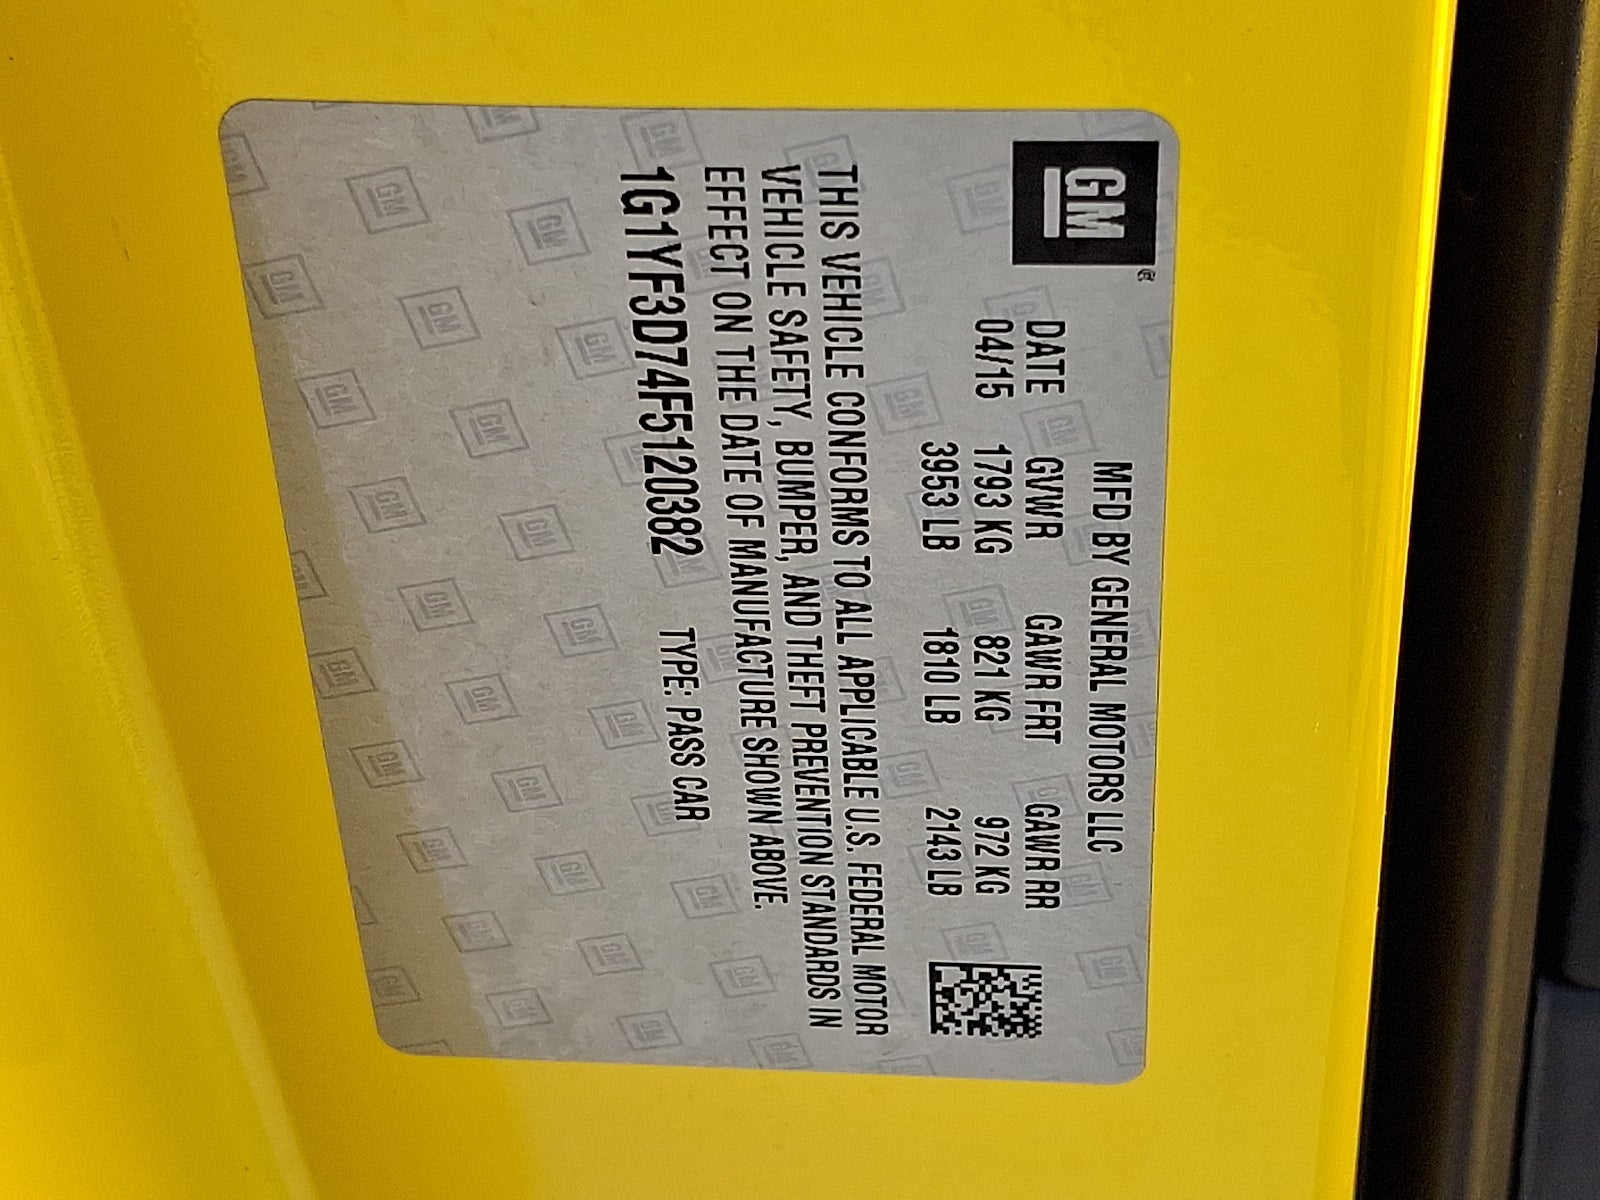 GM®
MFD BY GENERAL MOTORS LLC
DATE GVWR GAWR FRT GAWR RR
04/15 1793 KG 821 KG 972 KG
3953 LB 1810 LB 2143 LB
THIS VEHICLE CONFORMS TO ALL APPLICABLE U.S. FEDERAL MOTOR
VEHICLE SAFETY, BUMPER, AND THEFT PREVENTION STANDARDS IN
EFFECT ON THE DATE OF MANUFACTURE SHOWN ABOVE.
1G1YF3D74F5120382 TYPE: PASS CAR